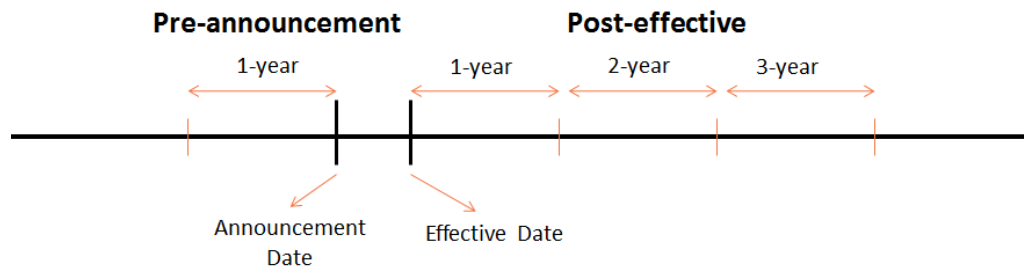 Pre-announcement Post-effective
1-year 1-year 2-year 3-year
Announcement
Date
Effective Date